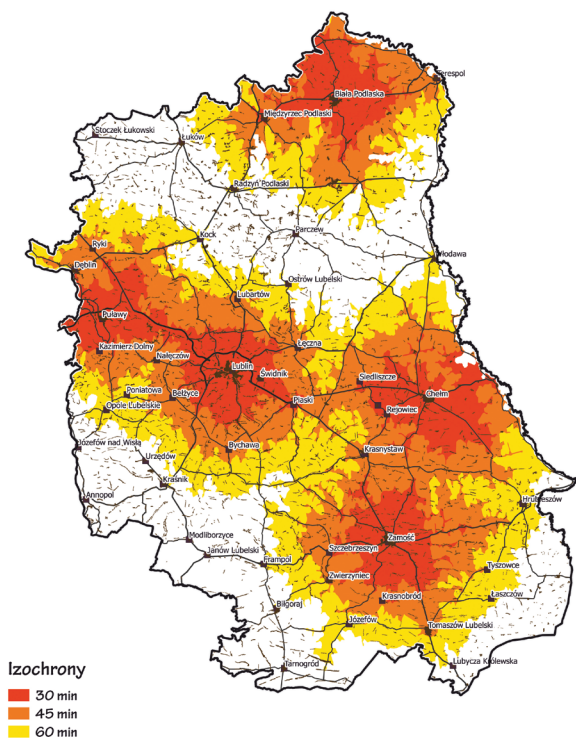 Terespol
Biała Podlaska
Międzyrzec Podlaski
Stoczek Łukowski
Łuków
Radzyń Podlaski
Parczew
Kock
Włodawa
Ryki
Dęblin
Ostrów Lubelski
Lubartów
Puławy
Łęczna
Kazimierz-Dolny
Nałęczów
Lublin
Świdnik
Siedliszcze
Chełm
Poniatowa
Bełżyce
Opole Lubelskie
Piaski
Rejowiec
Józefów nad Wisłą
Bychawa
Krasnystaw
Urzędów
Kraśnik
Annopol
Hrubieszów
Modliborzyce
Zamość
Janów Lubelski
Szczebrzeszyn
Frampol
Tyszowce
Zwierzyniec
Łaszczów
Krasnobród
Biłgoraj
Józefów
Tomaszów Lubelski
Tarnogród
Lubycza Królewska
Izochrony
30 min
45 min
60 min